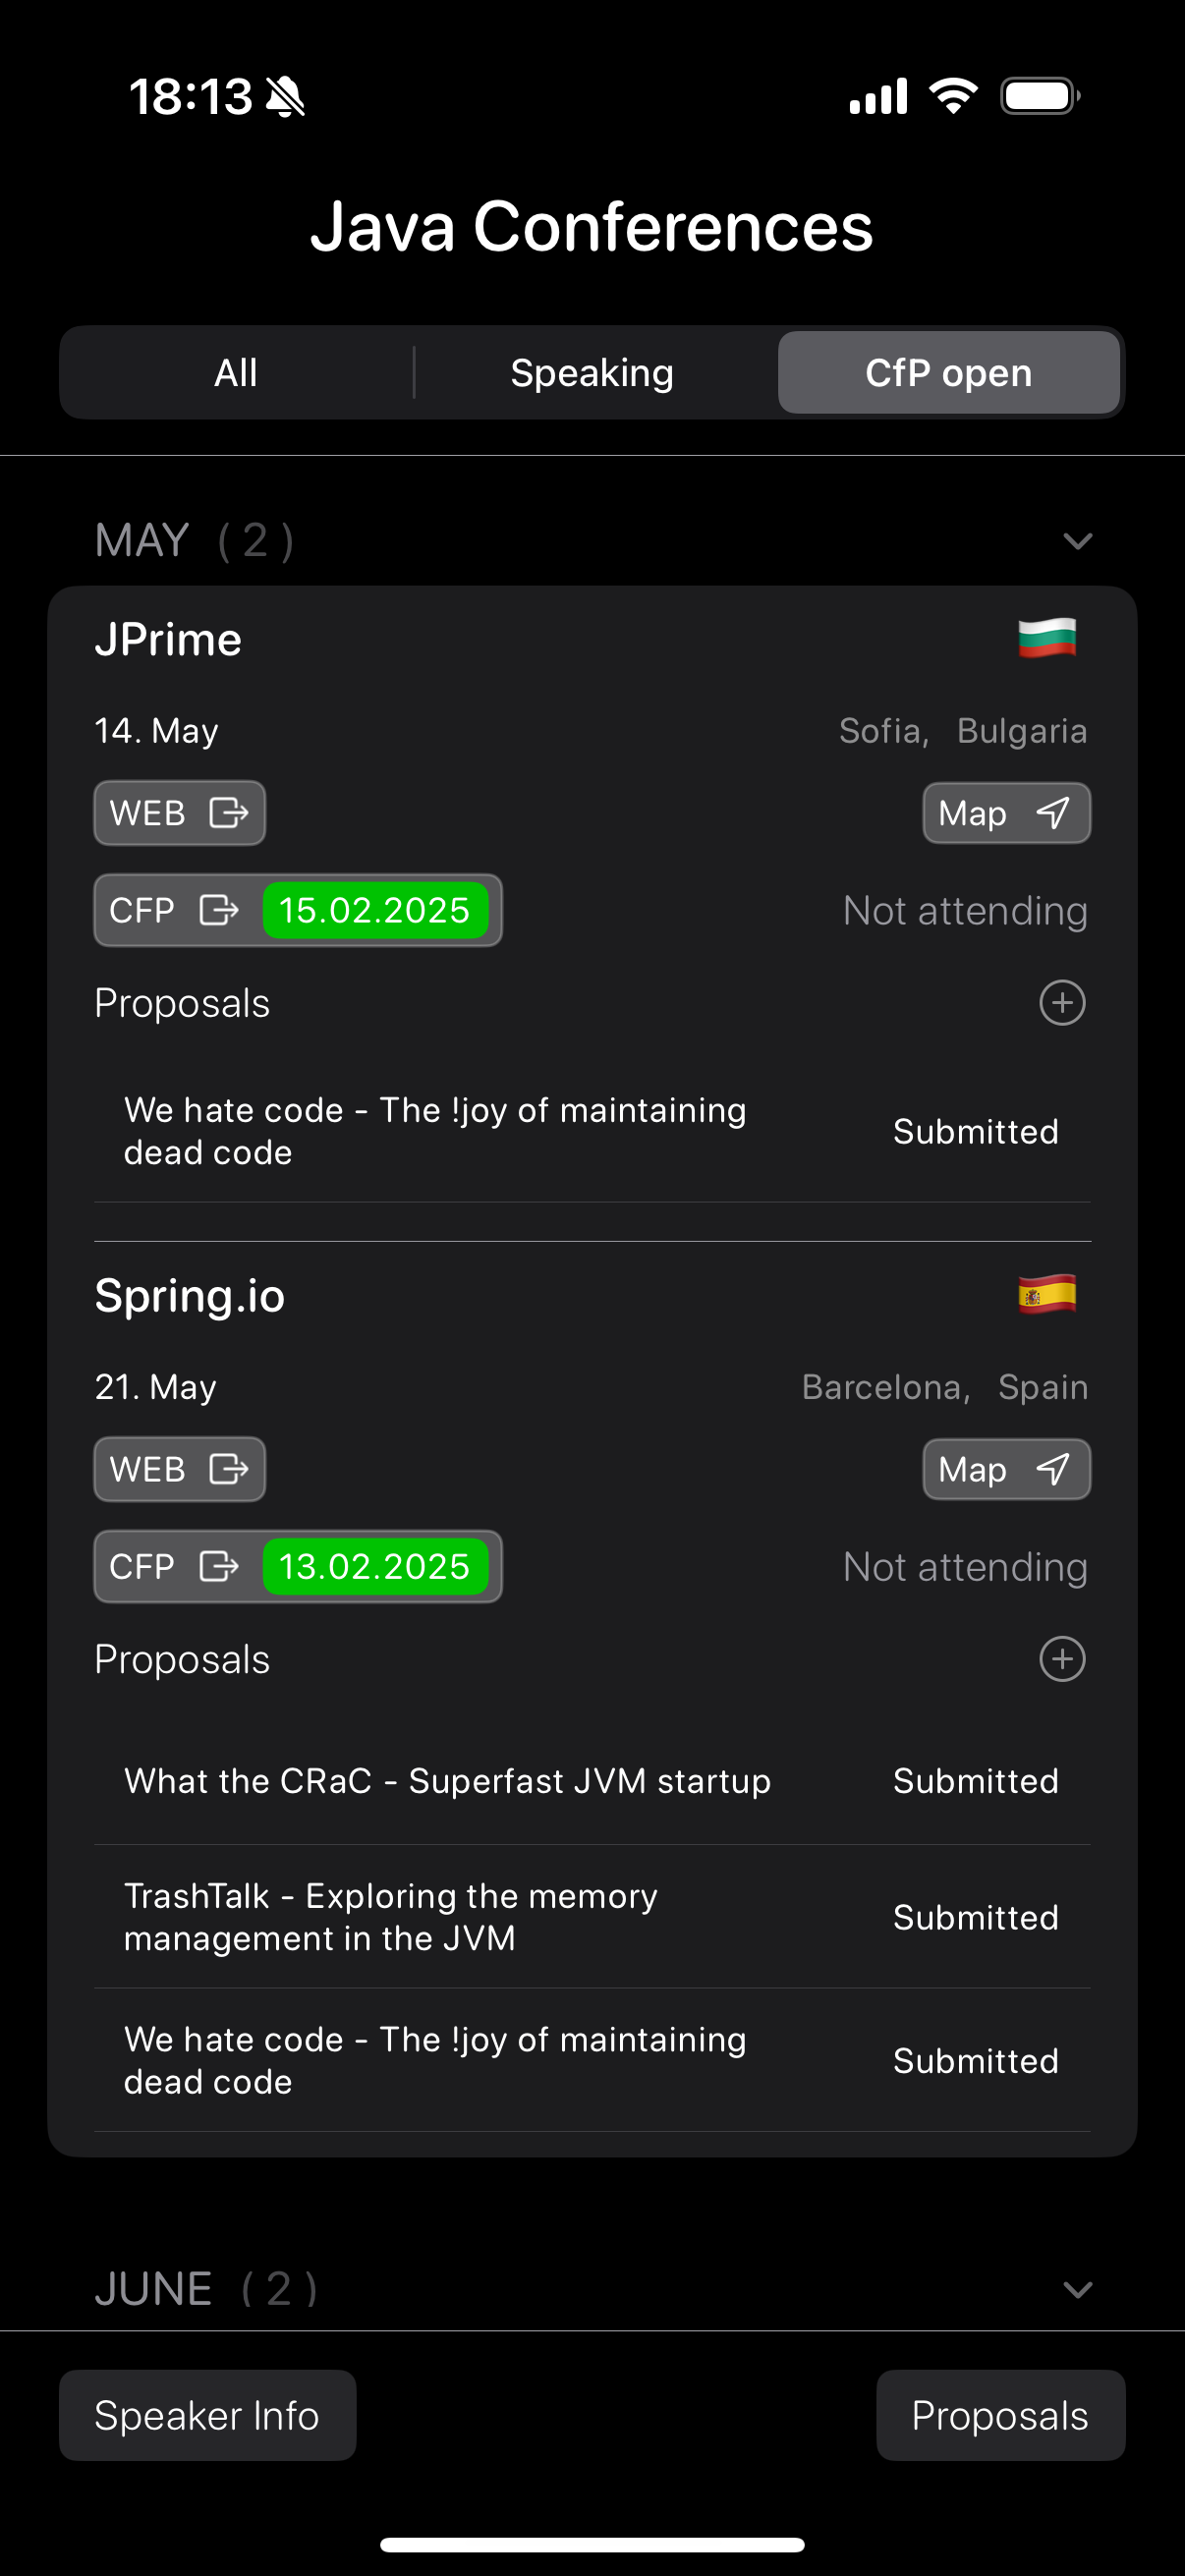 18:13
Java Conferences
All Speaking CfP open
MAY ( 2 )
JPrime
14. May Sofia, Bulgaria
WEB Map
CFP 15.02.2025 Not attending
Proposals
We hate code - The !joy of maintaining
dead code
Submitted
Spring.io
21. May Barcelona, Spain
WEB Map
CFP 13.02.2025 Not attending
Proposals
What the CRaC - Superfast JVM startup Submitted
TrashTalk - Exploring the memory
management in the JVM
Submitted
We hate code - The !joy of maintaining
dead code
Submitted
JUNE ( 2 )
Speaker Info Proposals